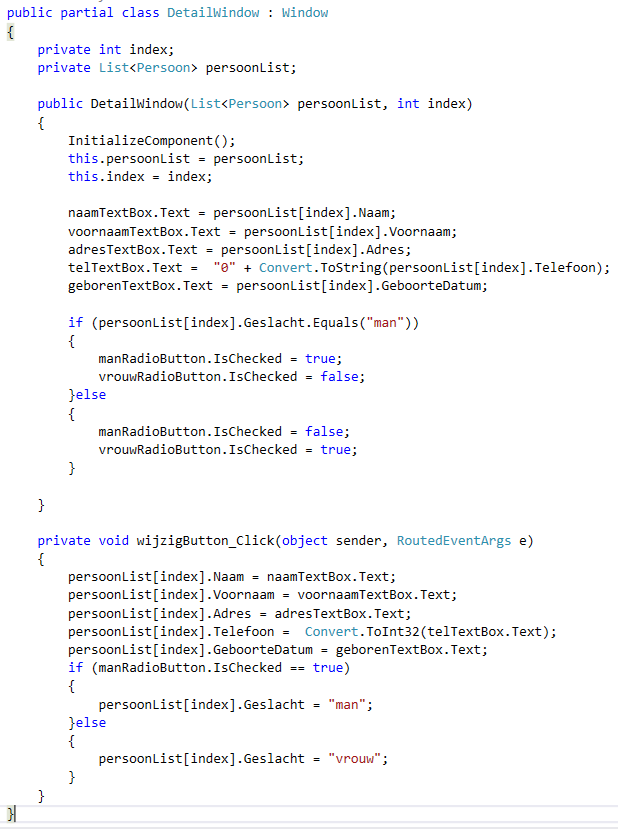 public partial class DetailWindow : Window
{
    private int index;
    private List<Persoon> persoonList;

    public DetailWindow(List<Persoon> persoonList, int index)
    {
        InitializeComponent();
        this.persoonList = persoonList;
        this.index = index;

        naamTextBox.Text = persoonList[index].Naam;
        voornaamTextBox.Text = persoonList[index].Voornaam;
        adresTextBox.Text = persoonList[index].Adres;
        telTextBox.Text =  "0" + Convert.ToString(persoonList[index].Telefoon);
        geborenTextBox.Text = persoonList[index].GeboorteDatum;

        if (persoonList[index].Geslacht.Equals("man"))
        {
            manRadioButton.IsChecked = true;
            vrouwRadioButton.IsChecked = false;
        }else
        {
            manRadioButton.IsChecked = false;
            vrouwRadioButton.IsChecked = true;
        }

    }

    private void wijzigButton_Click(object sender, RoutedEventArgs e)
    {
        persoonList[index].Naam = naamTextBox.Text;
        persoonList[index].Voornaam = voornaamTextBox.Text;
        persoonList[index].Adres = adresTextBox.Text;
        persoonList[index].Telefoon =  Convert.ToInt32(telTextBox.Text);
        persoonList[index].GeboorteDatum = geborenTextBox.Text;
        if (manRadioButton.IsChecked == true)
        {
            persoonList[index].Geslacht = "man";
        }else
        {
            persoonList[index].Geslacht = "vrouw";
        }
    }
}